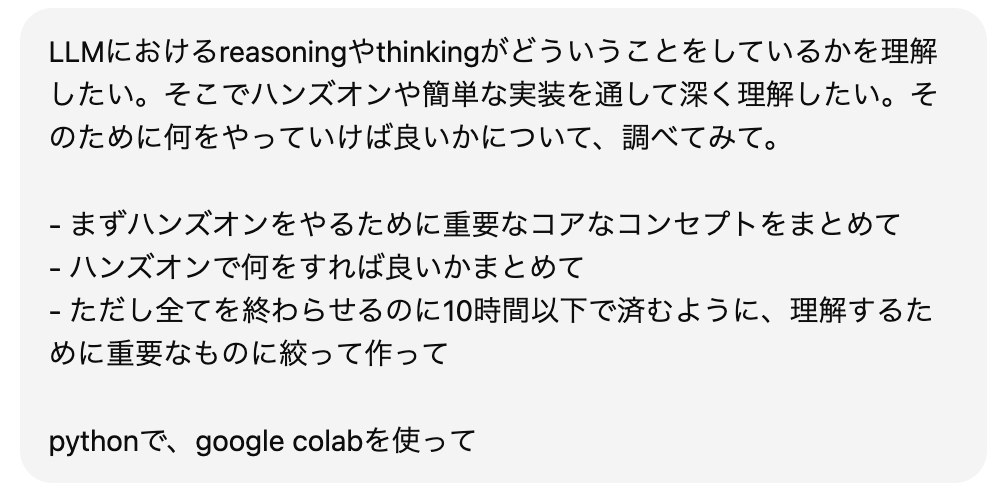 LLMにおけるreasoningやthinkingがどういうことをしているかを理解
したい。そこでハンズオンや簡単な実装を通して深く理解したい。そ
のために何をやっていけば良いかについて、調べてみて。
- まずハンズオンをやるために重要なコアなコンセプトをまとめて
- ハンズオンで何をすれば良いかまとめて
- ただし全てを終わらせるのに10時間以下で済むように、理解するた
めに重要なものに絞って作って
pythonで、google colabを使って